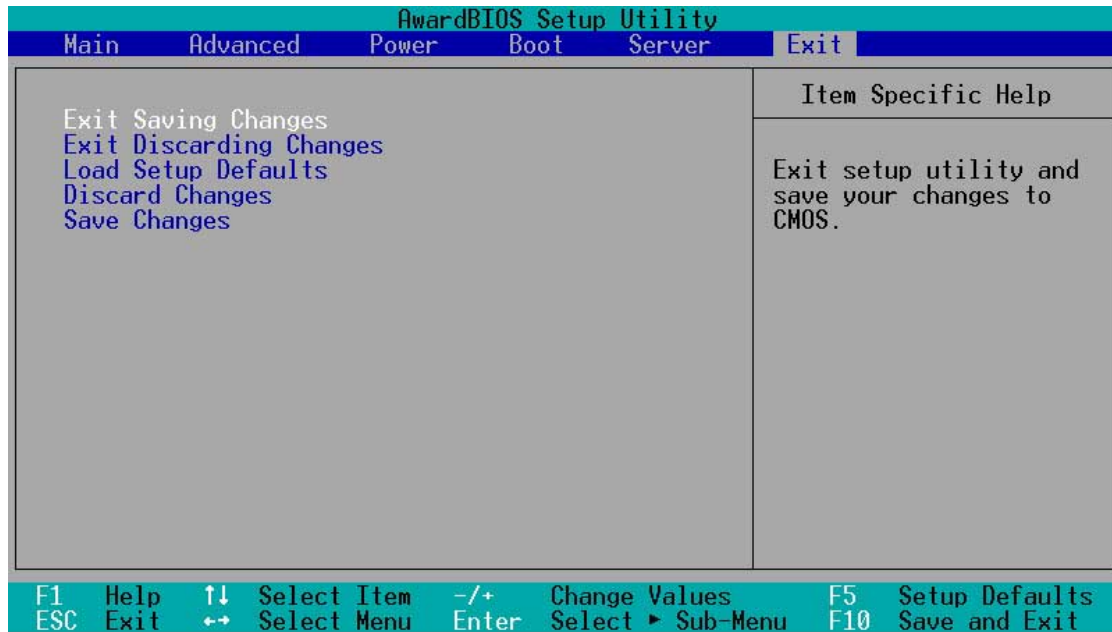 AwardBIOS Setup Utility
Main Advanced Power Boot Server Exit
Exit Saving Changes
Exit Discarding Changes
Load Setup Defaults
Discard Changes
Save Changes
Item Specific Help
Exit setup utility and
save your changes to
CMOS.
F1 Help ↑↓ Select Item -/+ Change Values F5 Setup Defaults
ESC Exit ←→ Select Menu Enter Select ► Sub-Menu F10 Save and Exit